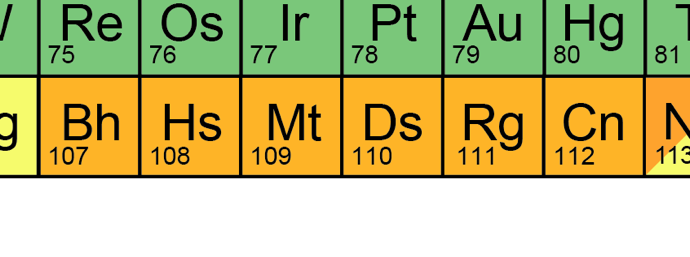 Re Os Ir Pt Au Hg
75 76 77 78 79 80 81
g Bh Hs Mt Ds Rg Cn N
107 108 109 110 111 112 113